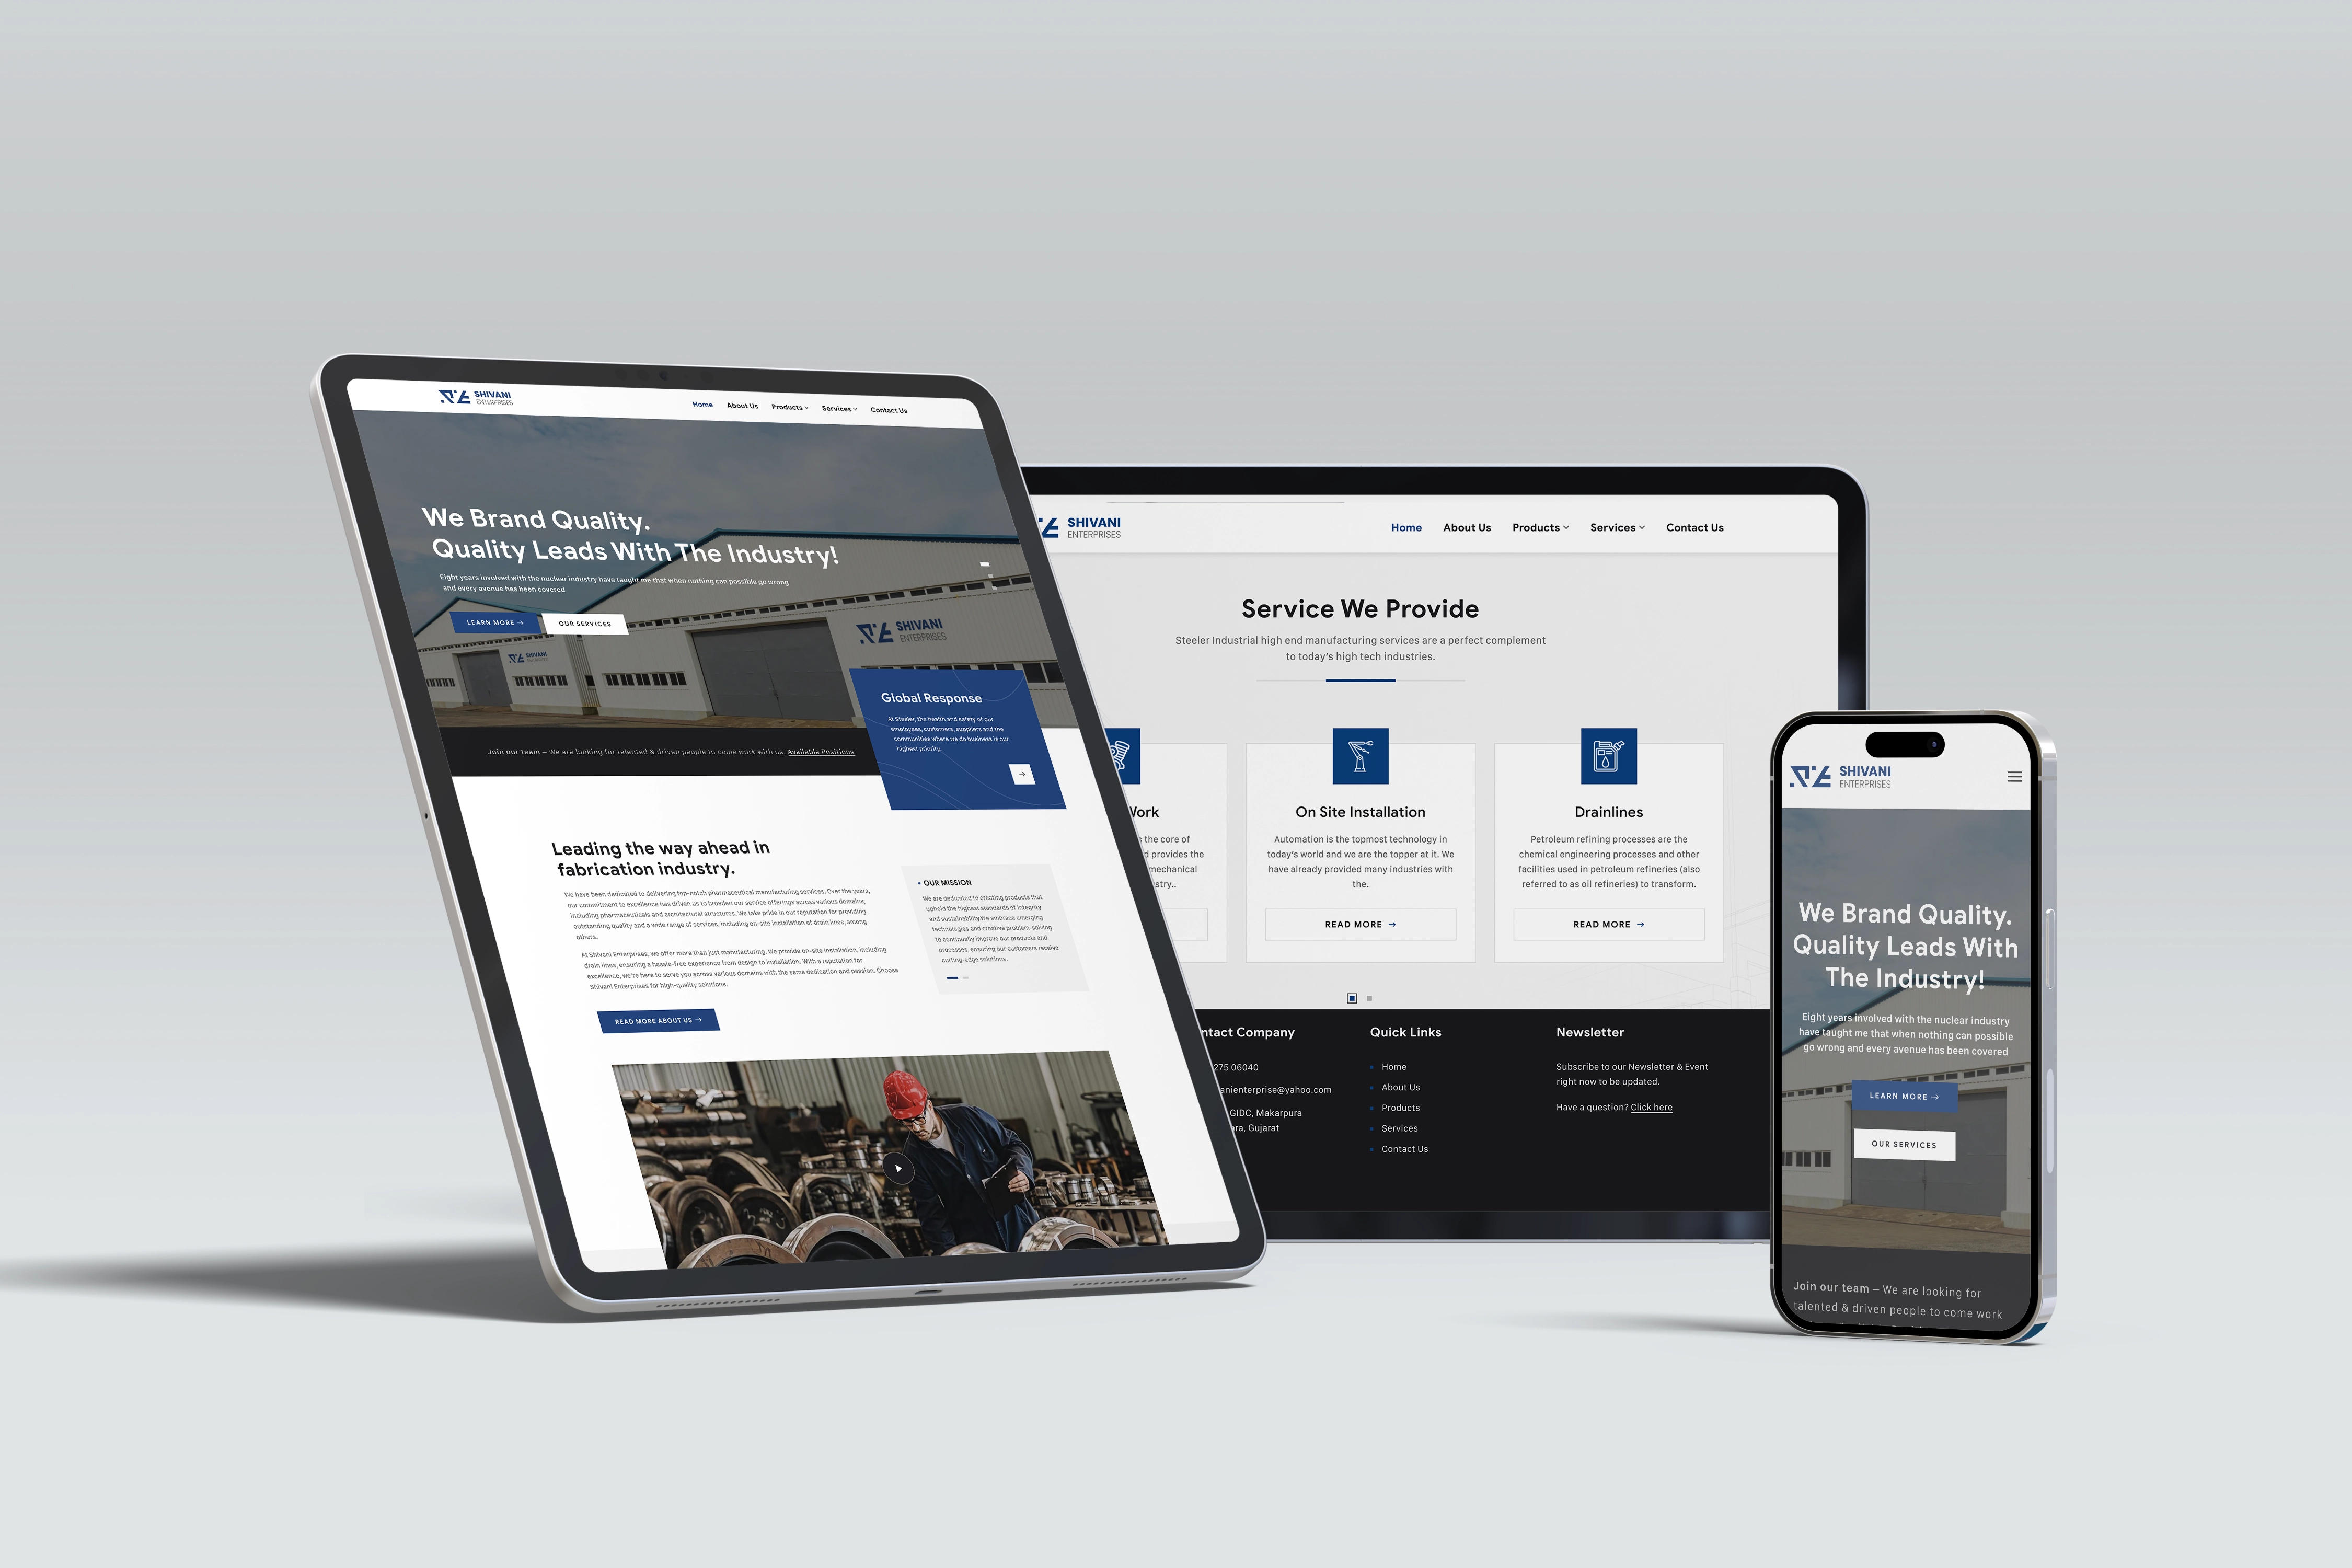 SHIVANI
ENTERPRISES
Home About Us Products Services Contact Us
We Brand Quality.
Quality Leads With The Industry!
Eight years involved with the nuclear industry have taught me that when nothing can possible go wrong
and every avenue has been covered
LEARN MORE → OUR SERVICES
SHIVANI
ENTERPRISES
SHIVANI
ENTERPRISES
Global Response
At Steeler, the health and safety of our
employees, customers, suppliers and the
communities where we do business is our
highest priority.
Join our team – We are looking for talented & driven people to come work with us. Available Positions
Leading the way ahead in
fabrication industry.
We have been dedicated to delivering top-notch pharmaceutical manufacturing services. Over the years,
our commitment to excellence has driven us to broaden our service offerings across various domains,
including pharmaceuticals and architectural structures. We take pride in our reputation for providing
outstanding quality and a wide range of services, including on-site installation of drain lines, among
others.
At Shivani Enterprises, we offer more than just manufacturing. We provide on-site installation, including
drain lines, ensuring a hassle-free experience from design to installation. With a reputation for
excellence, we're here to serve you across various domains with the same dedication and passion. Choose
Shivani Enterprises for high-quality solutions.
READ MORE ABOUT US →
OUR MISSION
We are dedicated to creating products that
uphold the highest standards of integrity
and sustainability.We embrace emerging
technologies and creative problem-solving
to continually improve our products and
processes, ensuring our customers receive
cutting-edge solutions.
SHIVANI
ENTERPRISES
Home About Us Products Services Contact Us
Service We Provide
Steeler Industrial high end manufacturing services are a perfect complement
to today's high tech industries.
Work
the core of
provides the
mechanical
stry..
On Site Installation
Automation is the topmost technology in
today's world and we are the topper at it. We
have already provided many industries with
the.
READ MORE →
Drainlines
Petroleum refining processes are the
chemical engineering processes and other
facilities used in petroleum refineries (also
referred to as oil refineries) to transform.
READ MORE →
ntact Company
275 06040
anienterprise@yahoo.com
GIDC, Makarpura
ara, Gujarat
Quick Links
Home
About Us
Products
Services
Contact Us
Newsletter
Subscribe to our Newsletter & Event
right now to be updated.
Have a question? Click here
SHIVANI
ENTERPRISES
We Brand Quality.
Quality Leads With
The Industry!
Eight years involved with the nuclear industry
have taught me that when nothing can possible
go wrong and every avenue has been covered
LEARN MORE →
OUR SERVICES
Join our team – We are looking for
talented & driven people to come work